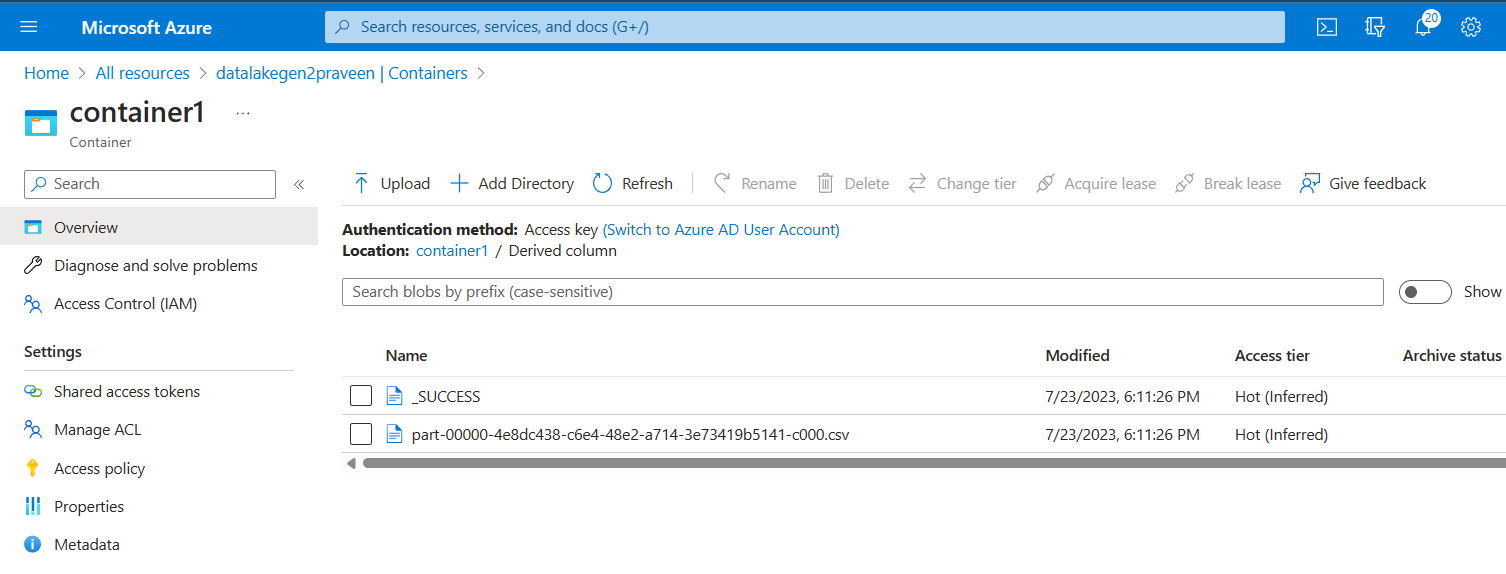 Microsoft Azure
Search resources, services, and docs (G+/)
20
Home > All resources > datalakegen2praveen | Containers >
container1 ...
Container
Search «
Upload Add Directory Refresh Rename Delete Change tier Acquire lease Break lease Give feedback
Overview
Diagnose and solve problems
Access Control (IAM)
Settings
Shared access tokens
Manage ACL
Access policy
Properties
Metadata
Authentication method: Access key (Switch to Azure AD User Account)
Location: container1 / Derived column
Search blobs by prefix (case-sensitive)
Show
Name Modified Access tier Archive status
_SUCCESS 7/23/2023, 6:11:26 PM Hot (Inferred)
part-00000-4e8dc438-c6e4-48e2-a714-3e73419b5141-c000.csv 7/23/2023, 6:11:26 PM Hot (Inferred)